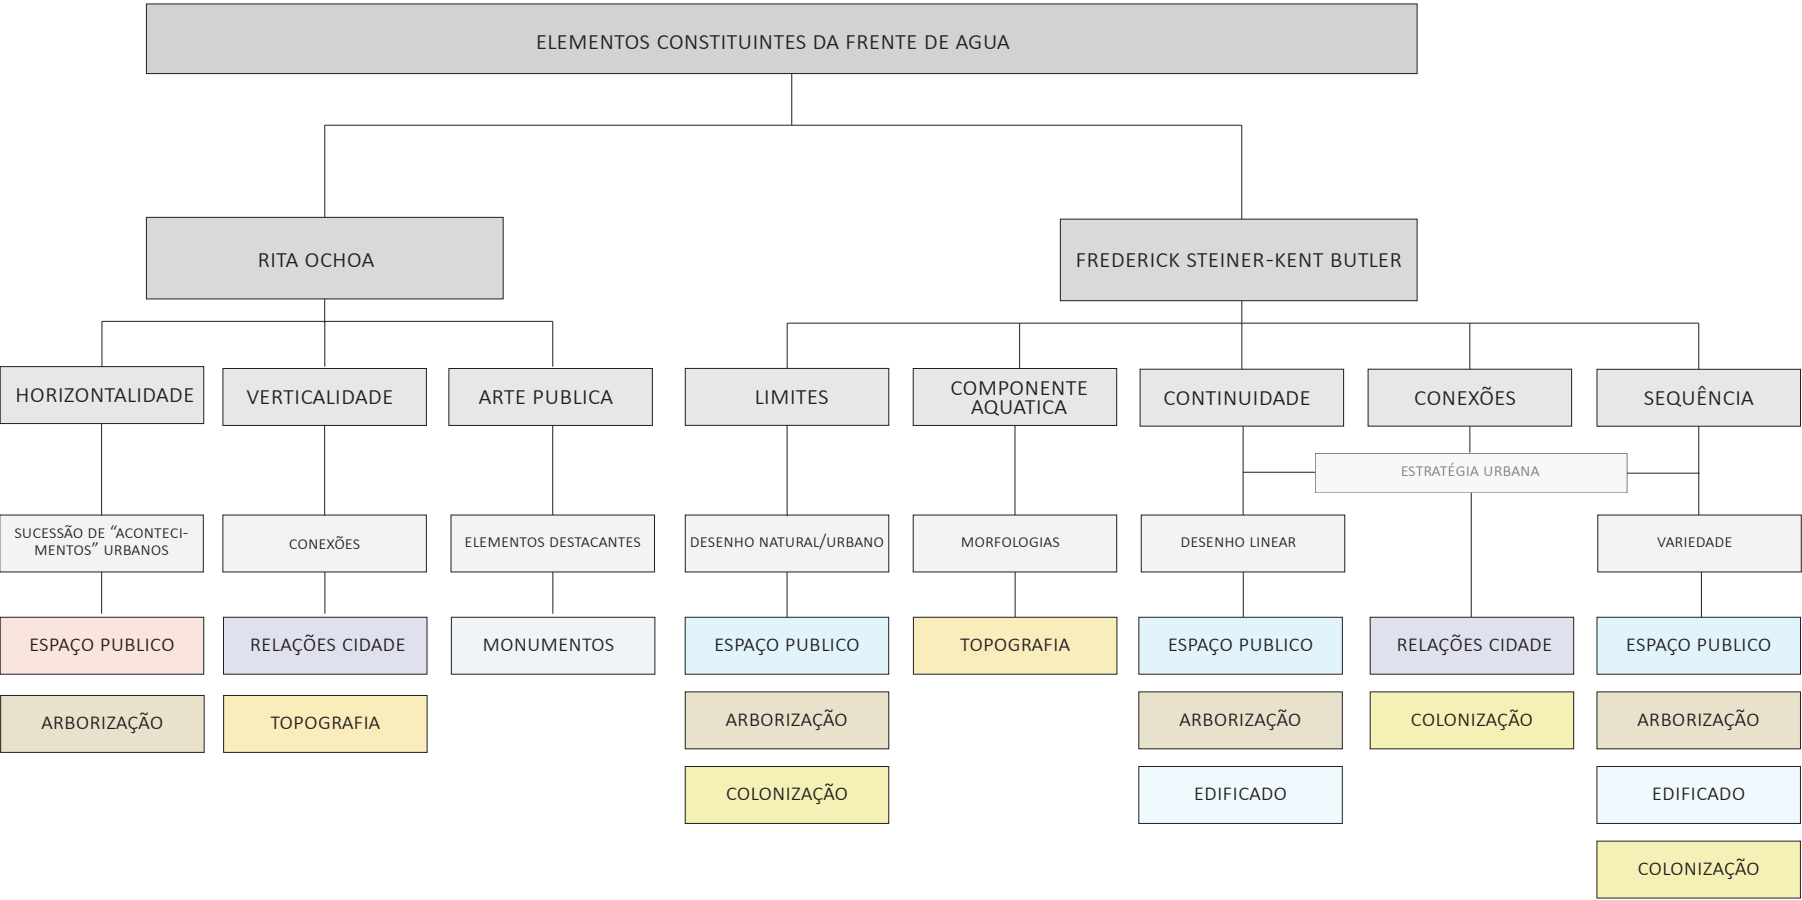 ELEMENTOS CONSTITUINTES DA FRENTE DE AGUA
RITA OCHOA
FREDERICK STEINER-KENT BUTLER
HORIZONTALIDADE
VERTICALIDADE
ARTE PUBLICA
LIMITES
COMPONENTE
AQUATICA
CONTINUIDADE
CONEXÕES
SEQUÊNCIA
ESTRATÉGIA URBANA
SUCESSÃO DE “ACONTECI-
MENTOS” URBANOS
CONEXÕES
ELEMENTOS DESTACANTES
DESENHO NATURAL/URBANO
MORFOLOGIAS
DESENHO LINEAR
VARIEDADE
ESPAÇO PUBLICO
RELAÇÕES CIDADE
MONUMENTOS
ESPAÇO PUBLICO
TOPOGRAFIA
ESPAÇO PUBLICO
RELAÇÕES CIDADE
ESPAÇO PUBLICO
ARBORIZAÇÃO
TOPOGRAFIA
ARBORIZAÇÃO
ARBORIZAÇÃO
COLONIZAÇÃO
ARBORIZAÇÃO
COLONIZAÇÃO
EDIFICADO
EDIFICADO
COLONIZAÇÃO